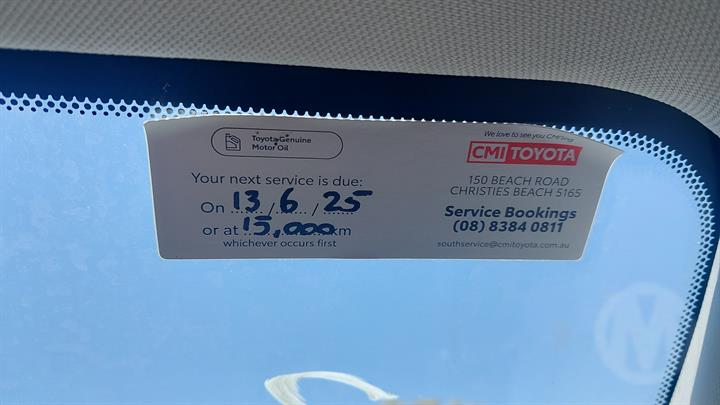 Toyota Genuine
Motor Oil
Your next service is due:
On 13/6/25
or at 15,000 km
whichever occurs first
We love to see you
CMI TOYOTA
150 BEACH ROAD
CHRISTIES BEACH 5165
Service Bookings
(08) 8384 0811
southservice@cmitoyota.com.au
M